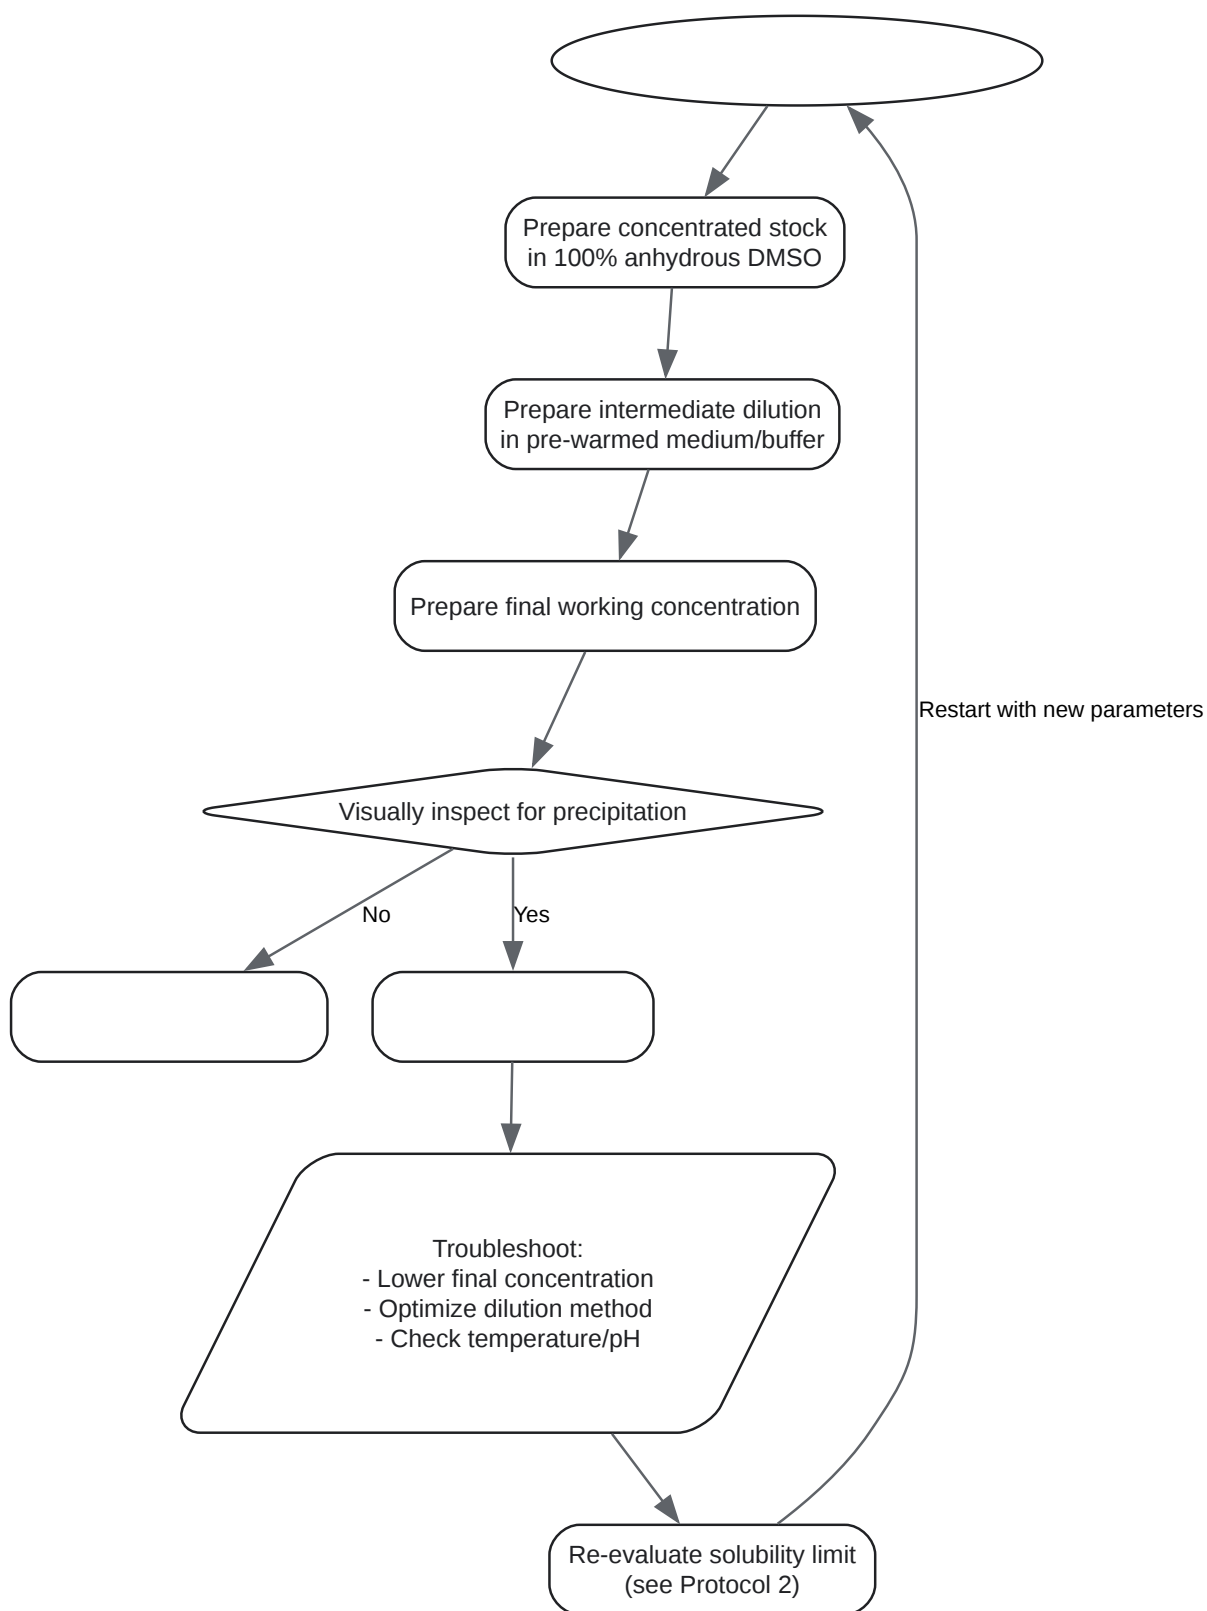 Prepare concentrated stock
in 100% anhydrous DMSO
Prepare intermediate dilution
in pre-warmed medium/buffer
Prepare final working concentration
Restart with new parameters
Visually inspect for precipitation
No
Yes
Troubleshoot:
- Lower final concentration
- Optimize dilution method
- Check temperature/pH
Re-evaluate solubility limit
(see Protocol 2)